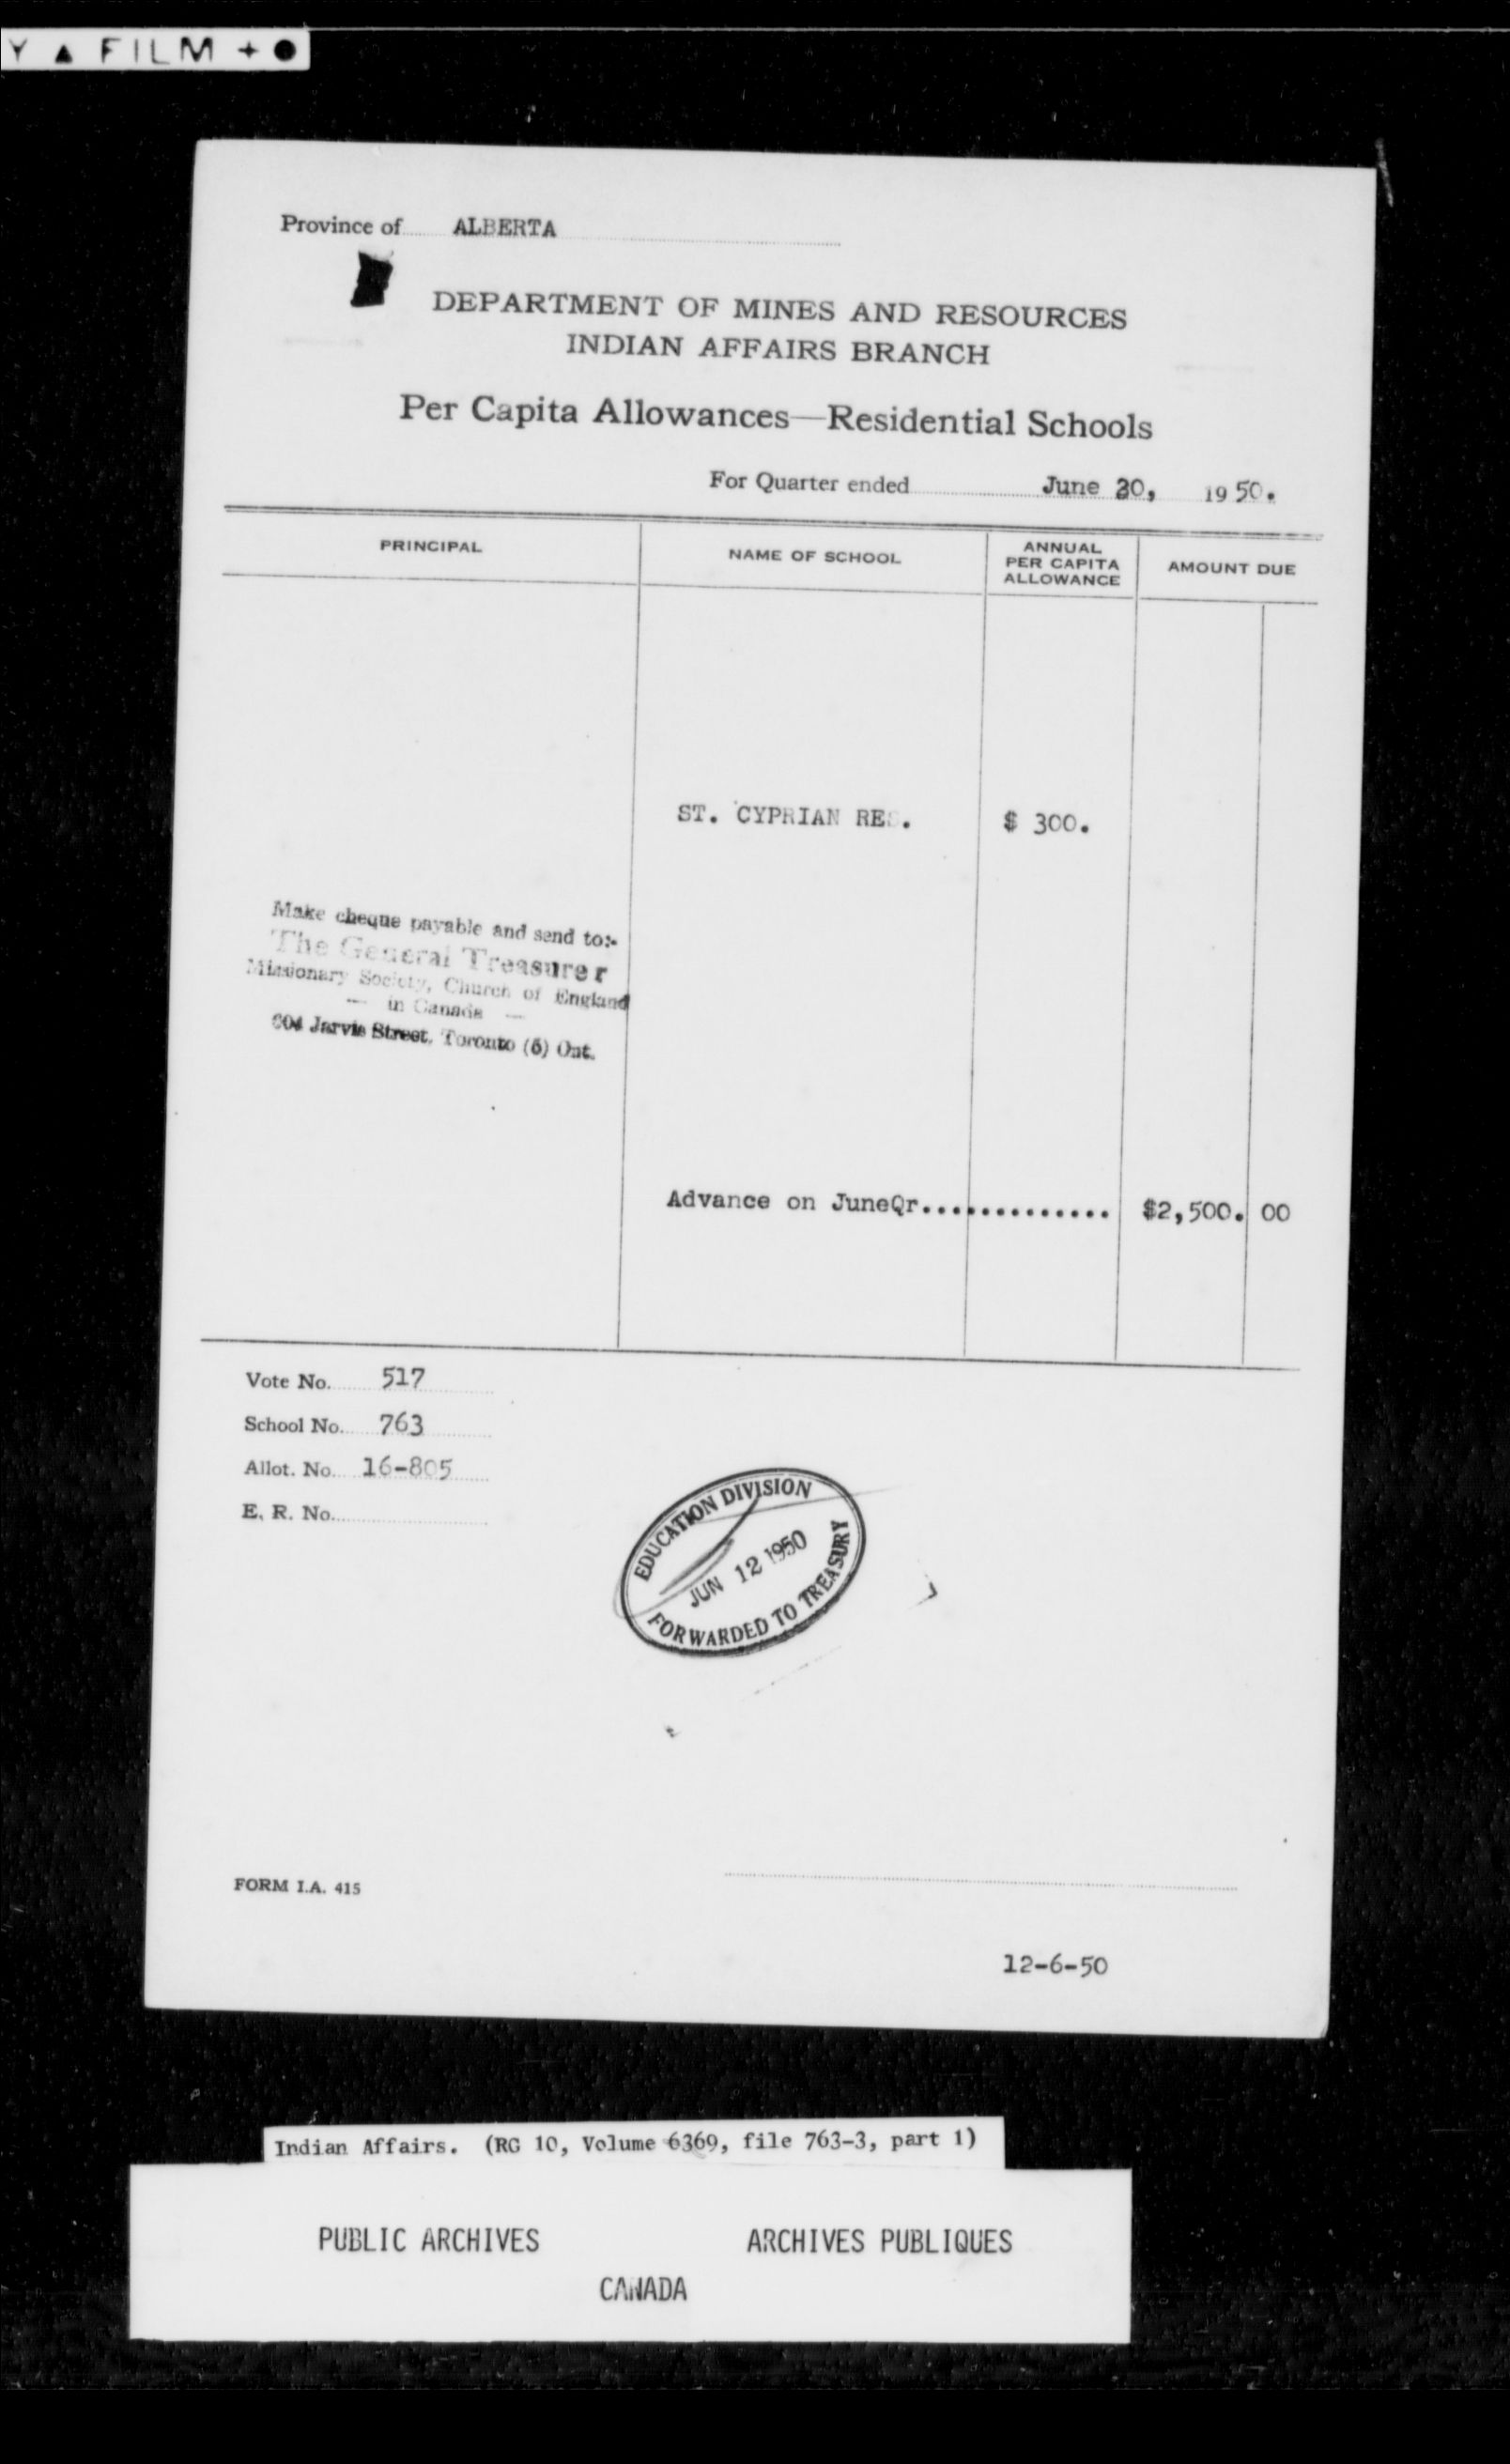 Y ▲ FILM + ●
Province of ALBERTA
DEPARTMENT OF MINES AND RESOURCES
INDIAN AFFAIRS BRANCH
Per Capita Allowances—Residential Schools
For Quarter ended June 30, 1950.
PRINCIPAL
NAME OF SCHOOL
ANNUAL
PER CAPITA
ALLOWANCE
AMOUNT DUE
ST. CYPRIAN RES. $ 300.
Make cheque payable and send to:-
The General Treasurer
Missionary Society, Church of England
— in Canada —
604 Jarvis Street, Toronto (5) Ont.
Advance on JuneQr............. $2,500. 00
Vote No. 517
School No. 763
Allot. No. 16-805
E. R. No.
EDUCATION DIVISION
JUN 12 1950
FORWARDED TO TREASURY
FORM I.A. 415
12-6-50
Indian Affairs. (RG 10, Volume 6369, file 763-3, part 1)
PUBLIC ARCHIVES ARCHIVES PUBLIQUES
CANADA